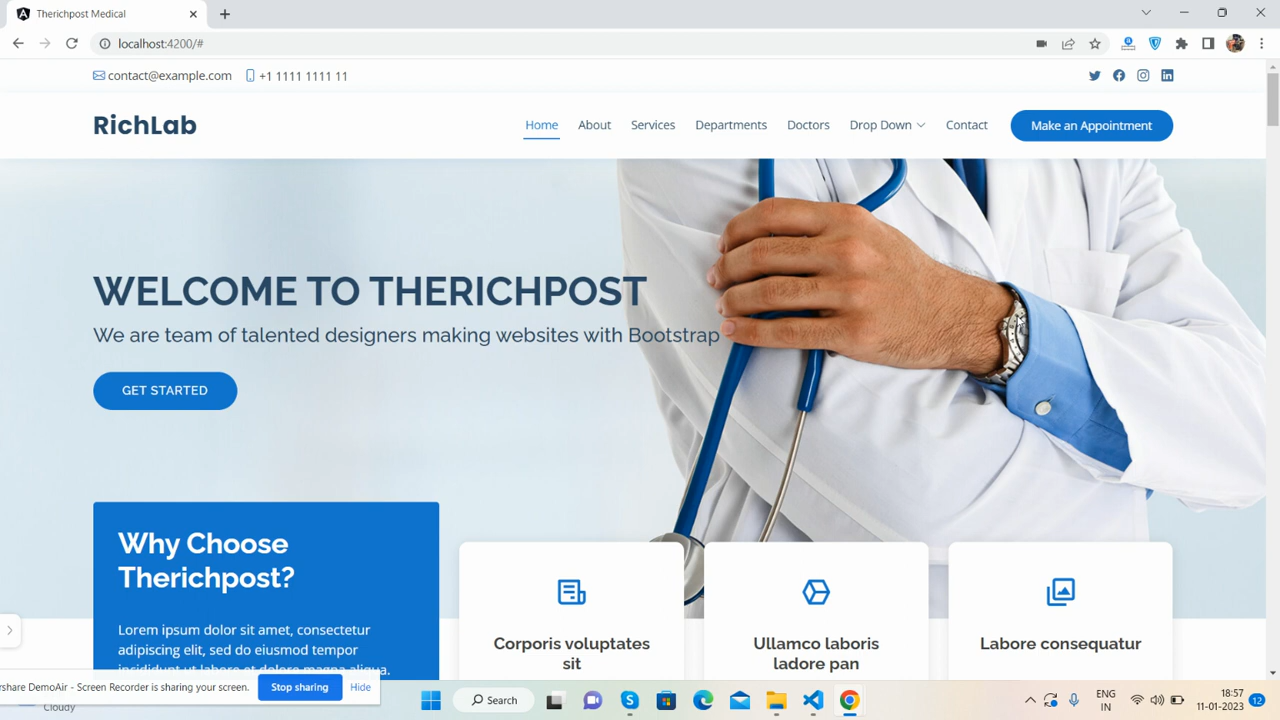 Therichpost Medical
localhost:4200/#
contact@example.com +1 1111 1111 11
RichLab
Home About Services Departments Doctors Drop Down Contact Make an Appointment
WELCOME TO THERICHPOST
We are team of talented designers making websites with Bootstrap
GET STARTED
Why Choose
Therichpost?
Lorem ipsum dolor sit amet, consectetur
adipiscing elit, sed do eiusmod tempor
incididunt ut labore et dolore magna aliqua.
Corporis voluptates
sit
Ullamco laboris
ladore pan
Labore consequatur
rshare DemoAir - Screen Recorder is sharing your screen. Stop sharing Hide
Cloudy
Search
ENG
IN
18:57
11-01-2023
12